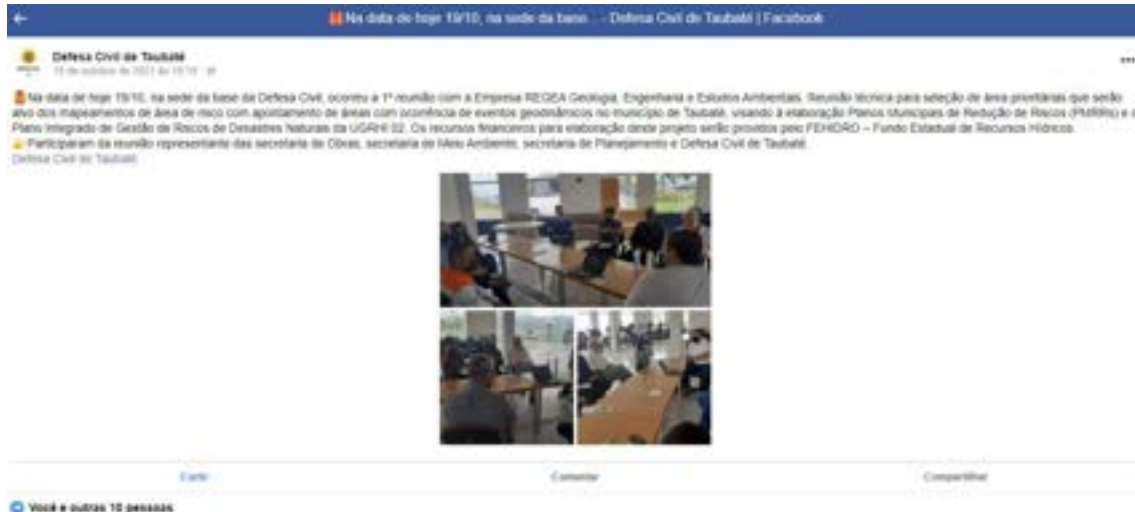 Na data de hoje 19/10, na sede da base... - Defesa Civil de Taubaté | Facebook
Defesa Civil de Taubaté
Na data de hoje 19/10, na sede da base da Defesa Civil, ocorreu a 1ª reunião com a Empresa REGEA Geologia, Engenharia e Estudos Ambientais. Reunião técnica para seleção de área prioritárias que serão
alvo dos mapeamentos de área de risco com apontamento de áreas com ocorrência de eventos geodinâmicos no município de Taubaté, visando à elaboração Planos Municipais de Redução de Riscos (PMRRs) e
Plano Integrado de Gestão de Riscos de Desastres Naturais da UGRHI 02. Os recursos financeiros para elaboração deste projeto serão providos pelo FEHIDRO – Fundo Estadual de Recursos Hídricos.
Participaram da reunião representante das secretaria de Obras, secretaria de Meio Ambiente, secretaria de Planejamento e Defesa Civil de Taubaté.
Defesa Civil de Taubaté
Curtir Comentar Compartilhar
Você e outras 10 pessoas